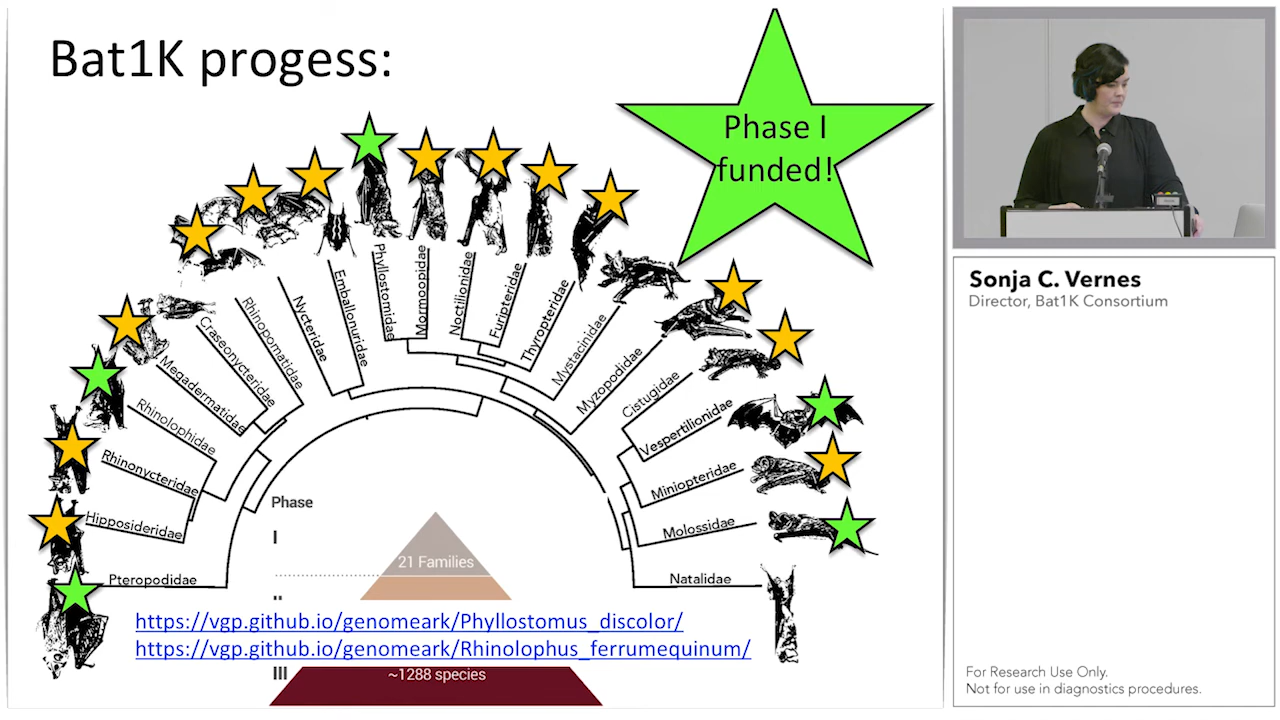 Bat1K progess:
Phase I
funded!
Pteropodidae
Hipposideridae
Rhinonycteridae
Rhinolophidae
Megadermatidae
Craseonycteridae
Rhinopomatidae
Nycteridae
Emballonuridae
Phyllostomidae
Mormoopidae
Noctilionidae
Furipteridae
Thyropteridae
Mystacinidae
Myzopodidae
Cistugidae
Vespertilionidae
Miniopteridae
Molossidae
Natalidae
Phase
I
21 Families
https://vgp.github.io/genomeark/Phyllostomus_discolor/
https://vgp.github.io/genomeark/Rhinolophus_ferrumequinum/
III
~1288 species
Sonja C. Vernes
Director, Bat1K Consortium
For Research Use Only.
Not for use in diagnostics procedures.